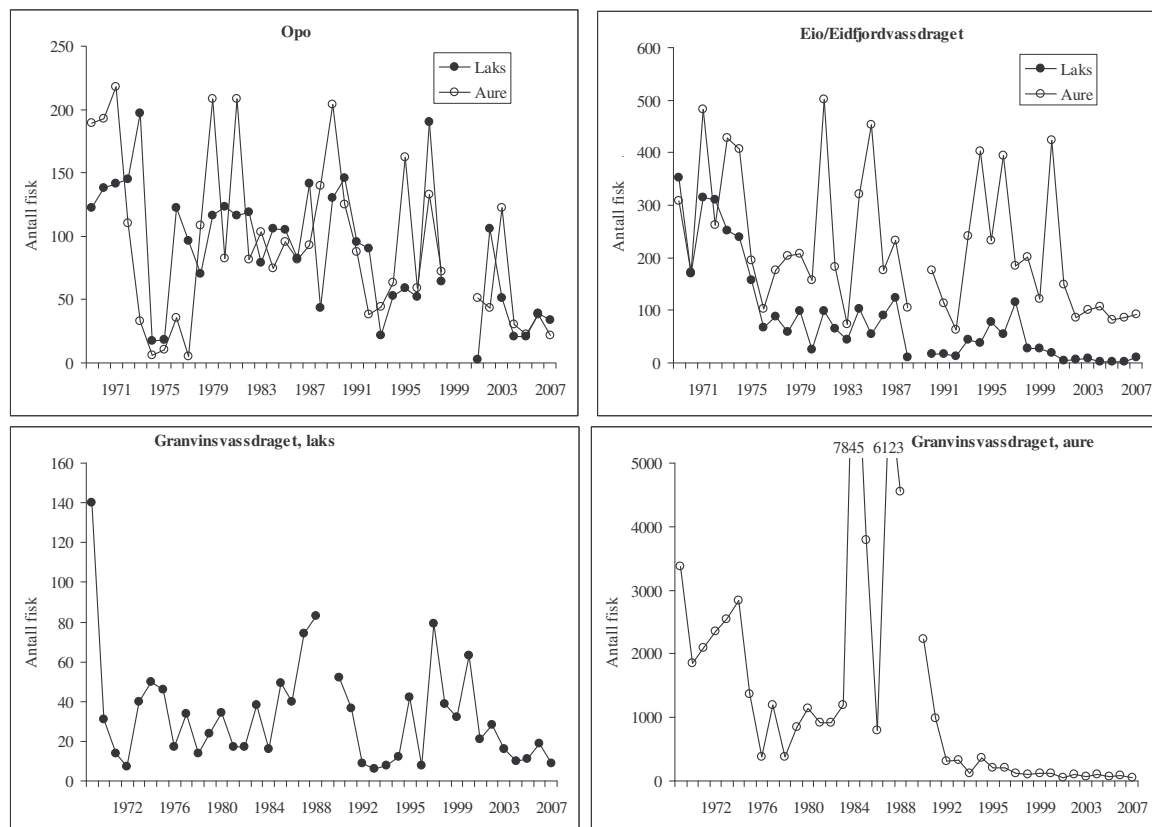 Opo
250
200
150
100
50
0
Antall fisk
Laks
Aure
1971 1975 1979 1983 1987 1991 1995 1999 2003 2007
Eio/Eidfjordvassdraget
600
500
400
300
200
100
0
Antall fisk
Laks
Aure
1971 1975 1979 1983 1987 1991 1995 1999 2003 2007
Granvinsvassdraget, laks
160
140
120
100
80
60
40
20
0
Antall fisk
1972 1976 1980 1984 1988 1992 1995 1999 2003 2007
Granvinsvassdraget, aure
7845 6123
5000
4000
3000
2000
1000
0
Antall fisk
1972 1976 1980 1984 1988 1992 1995 1999 2003 2007